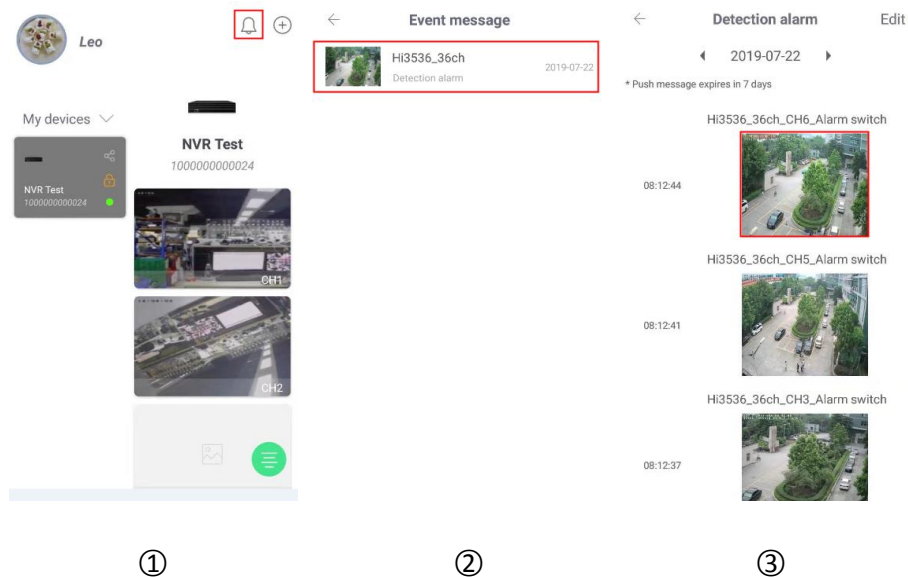 Leo
My devices
NVR Test
1000000000024
NVR Test
1000000000024
CH1
CH2
Event message
Hi3536_36ch
Detection alarm
2019-07-22
Detection alarm
Edit
2019-07-22
* Push message expires in 7 days
Hi3536_36ch_CH6_Alarm switch
08:12:44
Hi3536_36ch_CH5_Alarm switch
08:12:41
Hi3536_36ch_CH3_Alarm switch
08:12:37
①
②
③